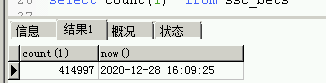 select count(1) from ssc_bets
信息 结果1 概况 状态
count(1) now()
414997 2020-12-28 16:09:25